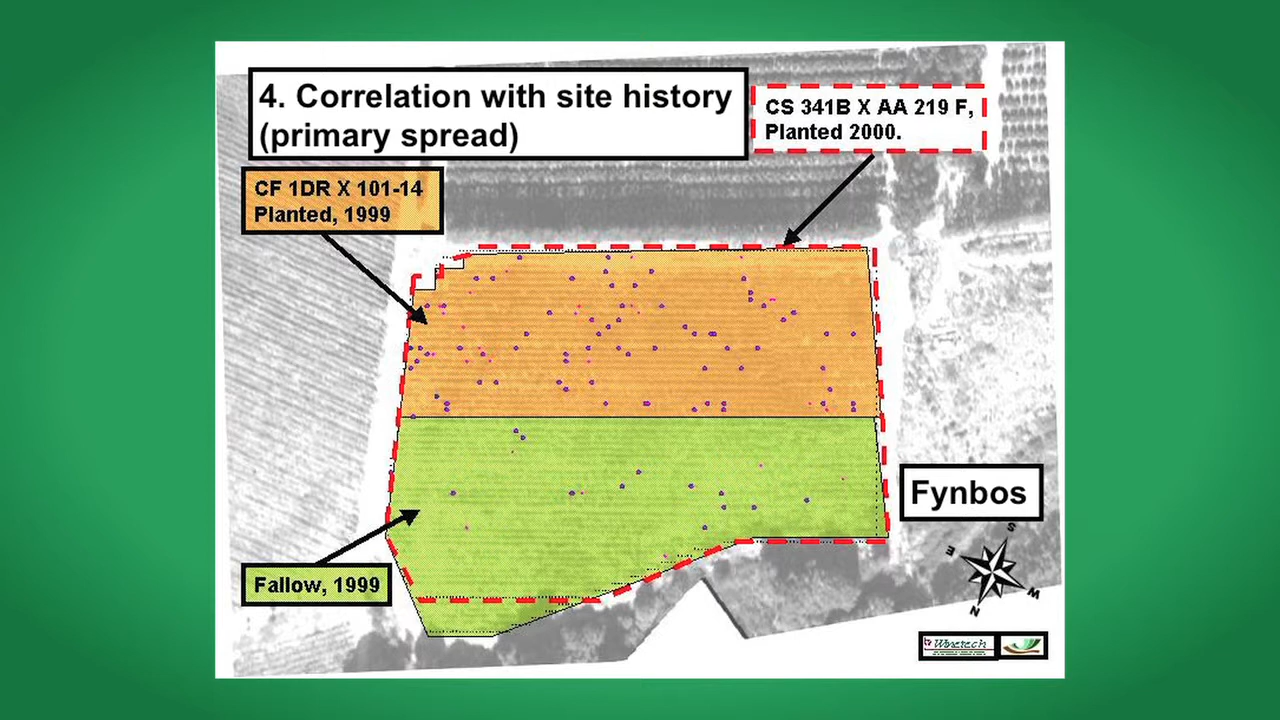 4. Correlation with site history
(primary spread)
CS 341B X AA 219 F,
Planted 2000.
CF 1DR X 101-14
Planted, 1999
Fynbos
Fallow, 1999
S
E
W
N
Winetech